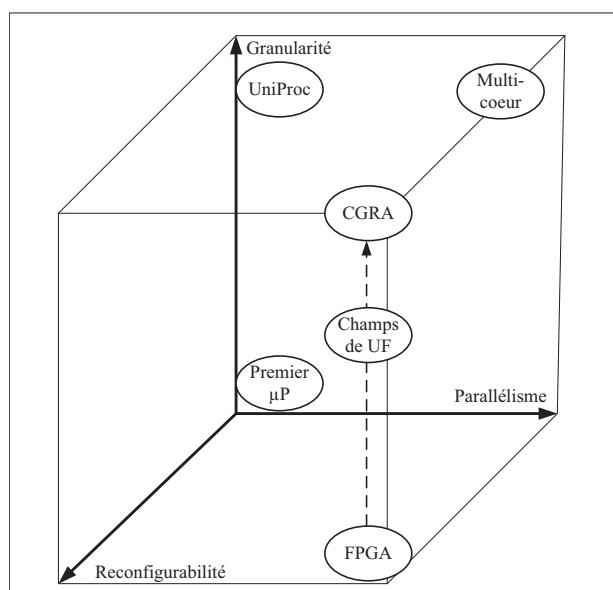 Granularité
UniProc
Multi-
coeur
CGRA
Champs
de UF
Premier
µP
Parallélisme
FPGA
Reconfigurabilité